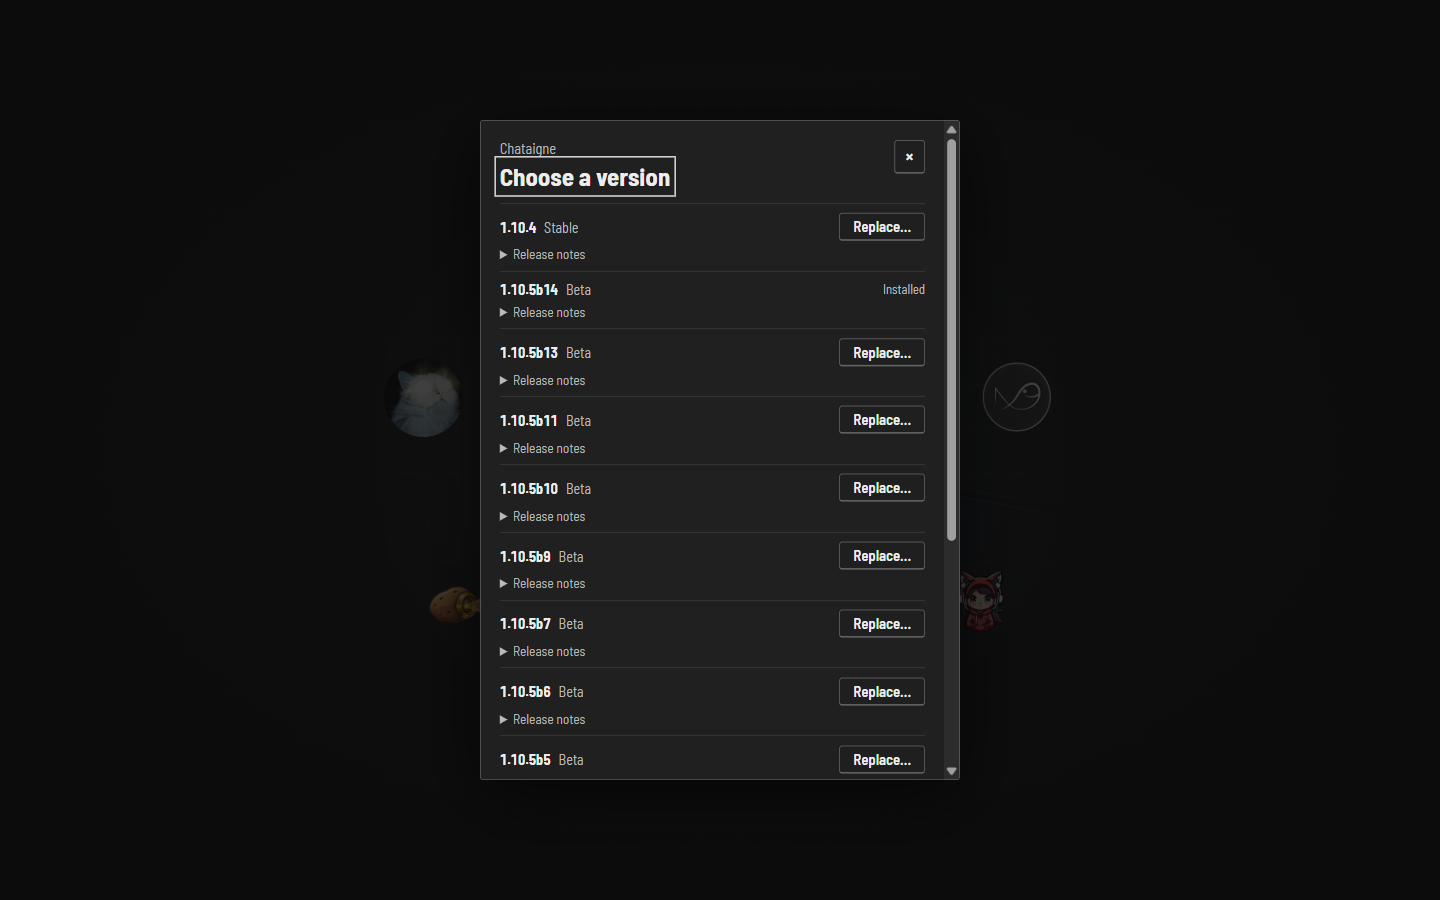 Chataigne
×
Choose a version
1.10.4 Stable Replace...
▶ Release notes
1.10.5b14 Beta Installed
▶ Release notes
1.10.5b13 Beta Replace...
▶ Release notes
1.10.5b11 Beta Replace...
▶ Release notes
1.10.5b10 Beta Replace...
▶ Release notes
1.10.5b9 Beta Replace...
▶ Release notes
1.10.5b7 Beta Replace...
▶ Release notes
1.10.5b6 Beta Replace...
▶ Release notes
1.10.5b5 Beta Replace...